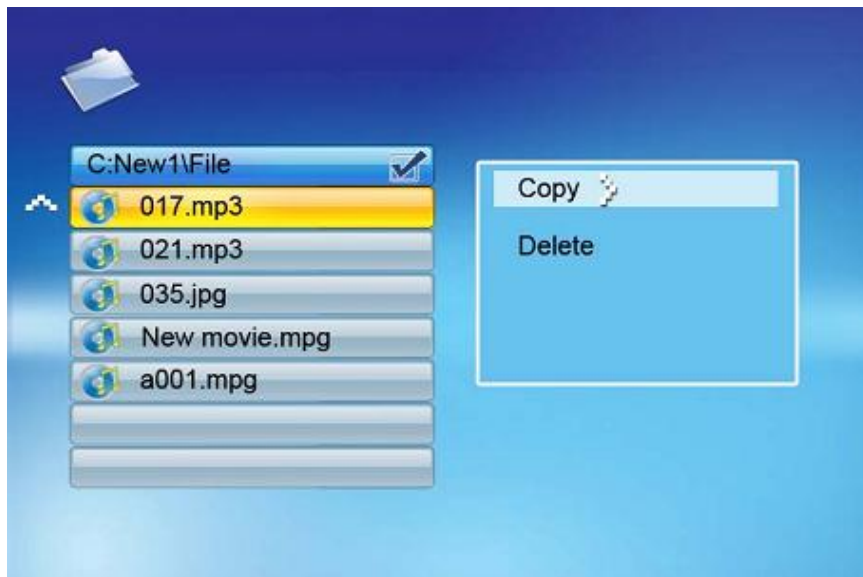 C:New1\File
017.mp3
021.mp3
035.jpg
New movie.mpg
a001.mpg
Copy
Delete